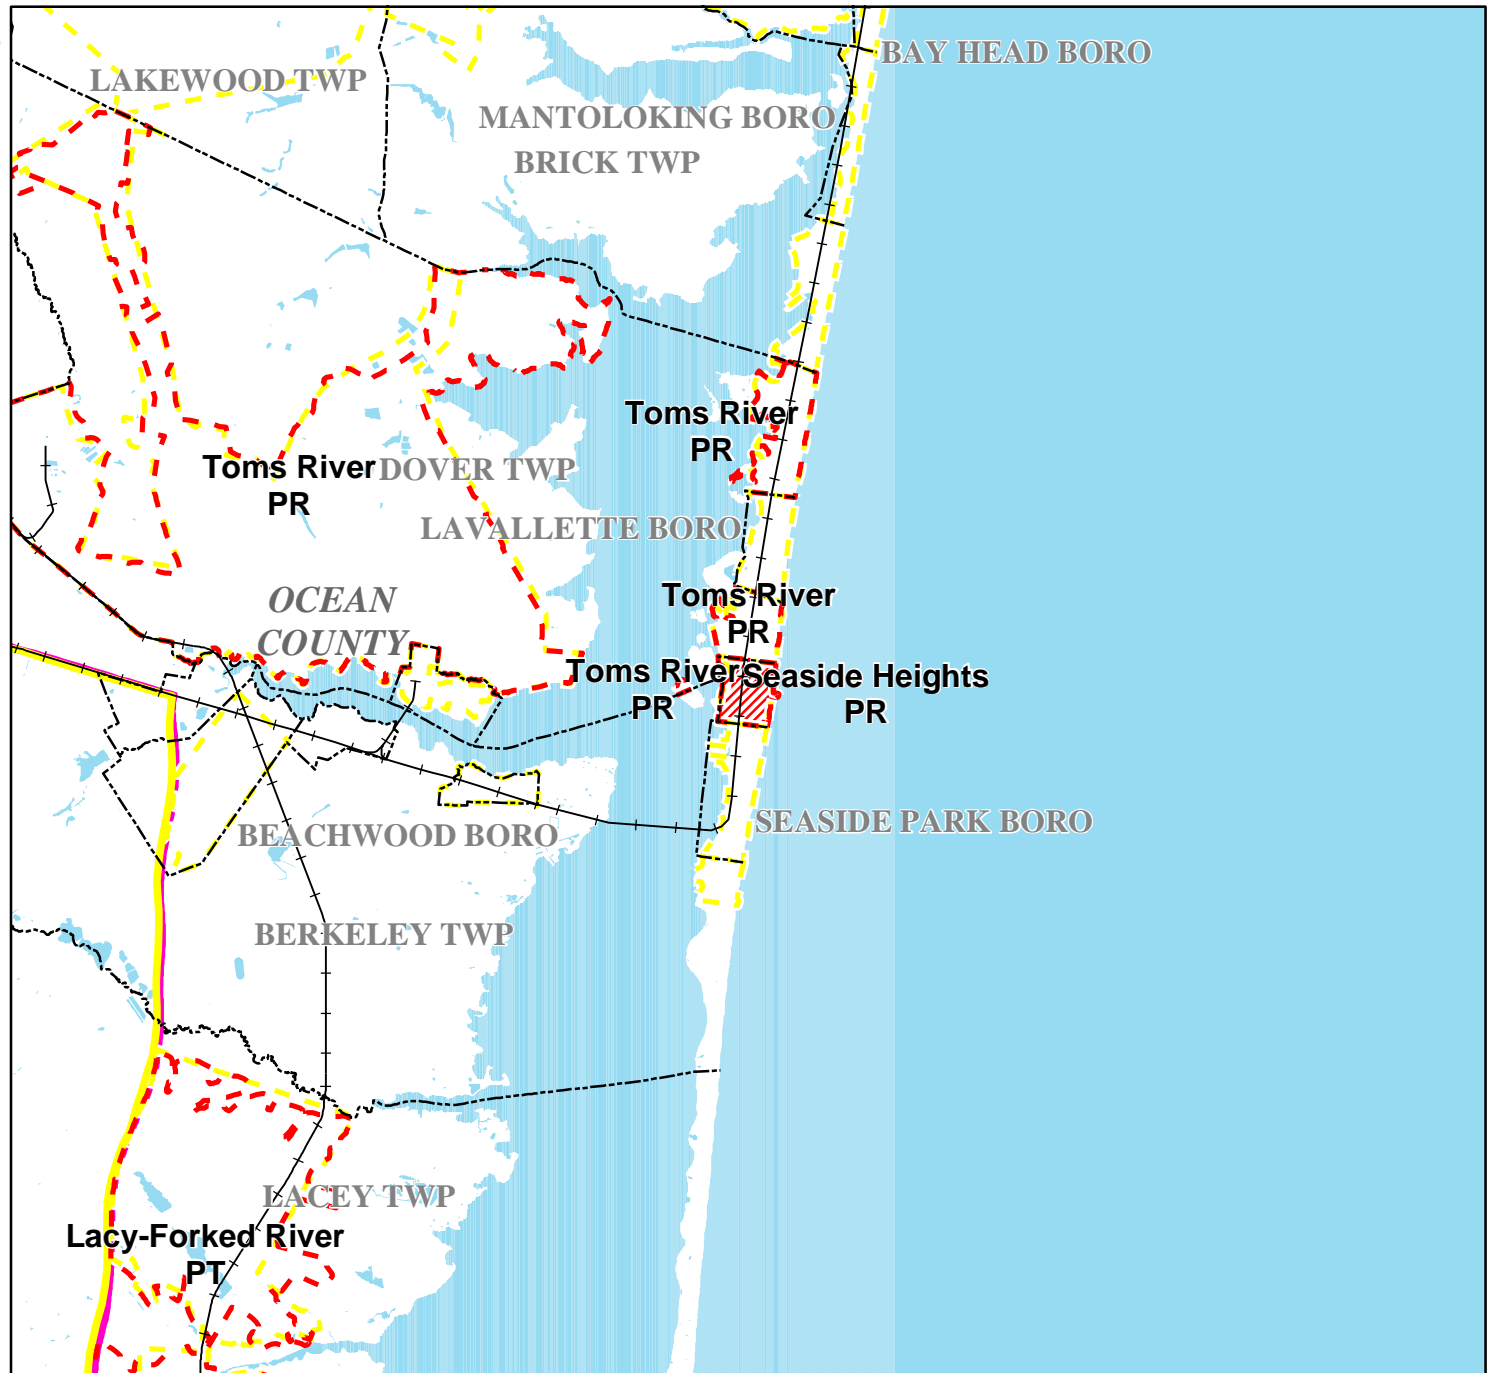 BAY HEAD BORO
LAKEWOOD TWP
MANTOLOKING BORO
BRICK TWP
Toms River
PR
Toms River
PR
DOVER TWP
LAVALLETTE BORO
OCEAN
COUNTY
Toms River
PR
Toms River
PR
Seaside Heights
PR
SEASIDE PARK BORO
BEACHWOOD BORO
BERKELEY TWP
LACEY TWP
Lacy-Forked River
PT